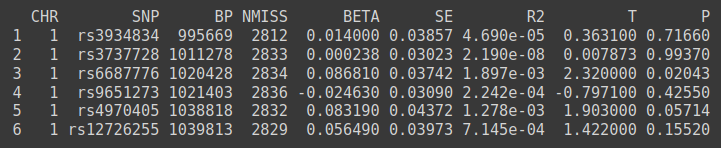 CHR SNP BP NMISS BETA SE R2 T P
1 1 rs3934834 995669 2812 0.014000 0.03857 4.690e-05 0.363100 0.71660
2 1 rs3737728 1011278 2833 0.000238 0.03023 2.190e-08 0.007873 0.99370
3 1 rs6687776 1020428 2834 0.086810 0.03742 1.897e-03 2.320000 0.02043
4 1 rs9651273 1021403 2836 -0.024630 0.03090 2.242e-04 -0.797100 0.42550
5 1 rs4970405 1038818 2832 0.083190 0.04372 1.278e-03 1.903000 0.05714
6 1 rs12726255 1039813 2829 0.056490 0.03973 7.145e-04 1.422000 0.15520